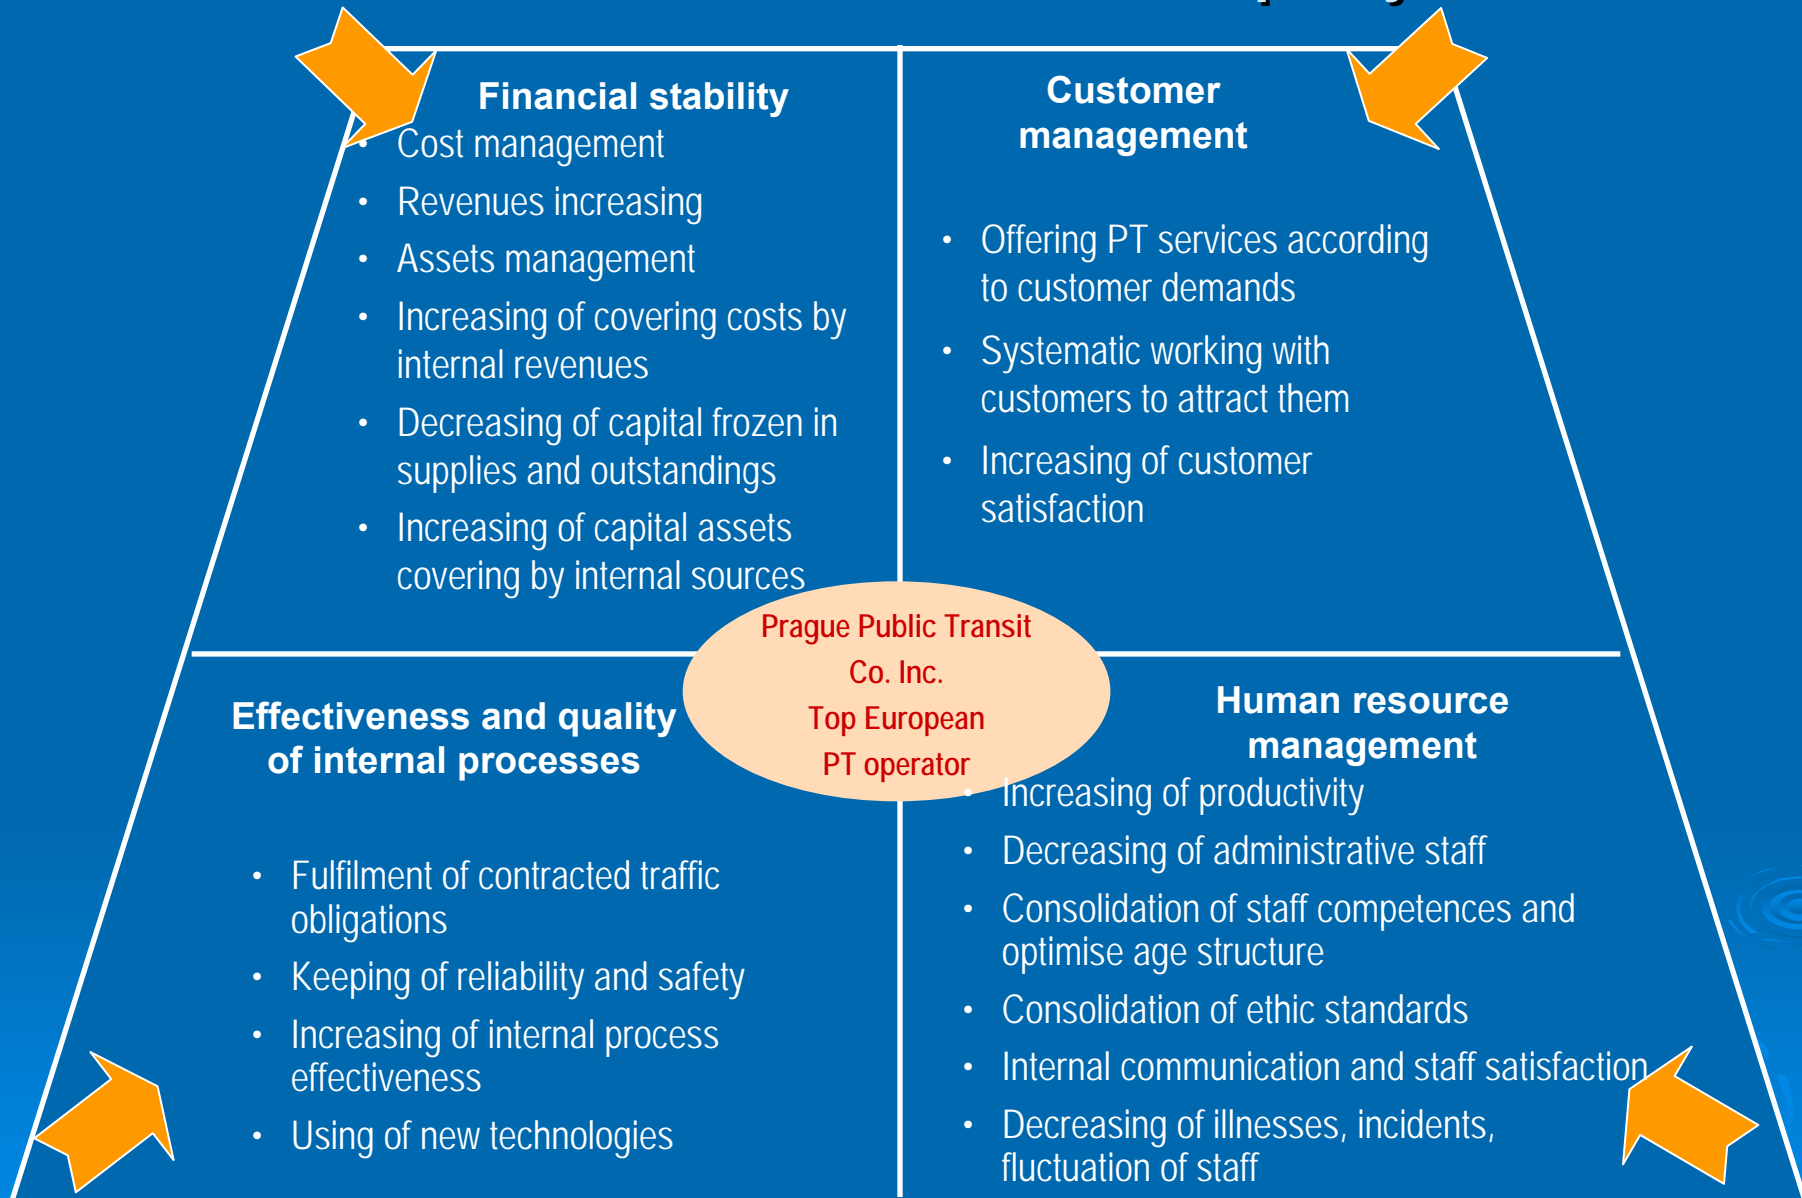 Financial stability
• Cost management
• Revenues increasing
• Assets management
• Increasing of covering costs by
internal revenues
• Decreasing of capital frozen in
supplies and outstandings
• Increasing of capital assets
covering by internal sources
Customer
management
• Offering PT services according
to customer demands
• Systematic working with
customers to attract them
• Increasing of customer
satisfaction
Prague Public Transit
Co. Inc.
Top European
PT operator
Effectiveness and quality
of internal processes
• Fulfilment of contracted traffic
obligations
• Keeping of reliability and safety
• Increasing of internal process
effectiveness
• Using of new technologies
Human resource
management
• Increasing of productivity
• Decreasing of administrative staff
• Consolidation of staff competences and
optimise age structure
• Consolidation of ethic standards
• Internal communication and staff satisfaction
• Decreasing of illnesses, incidents,
fluctuation of staff